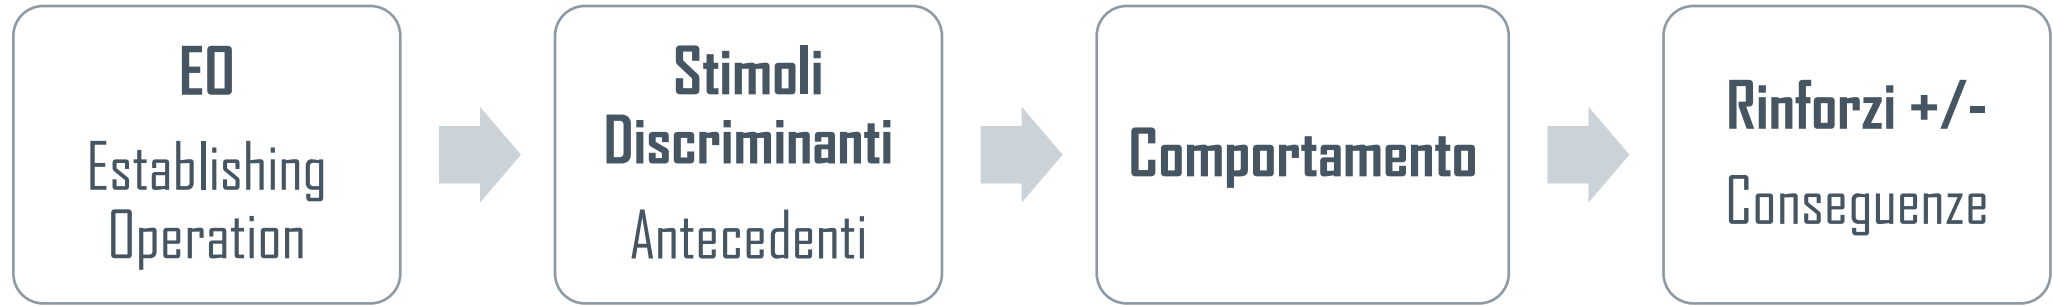 EO
Establishing
Operation
Stimoli
Discriminanti
Antecedenti
Comportamento
Rinforzi +/-
Conseguenze